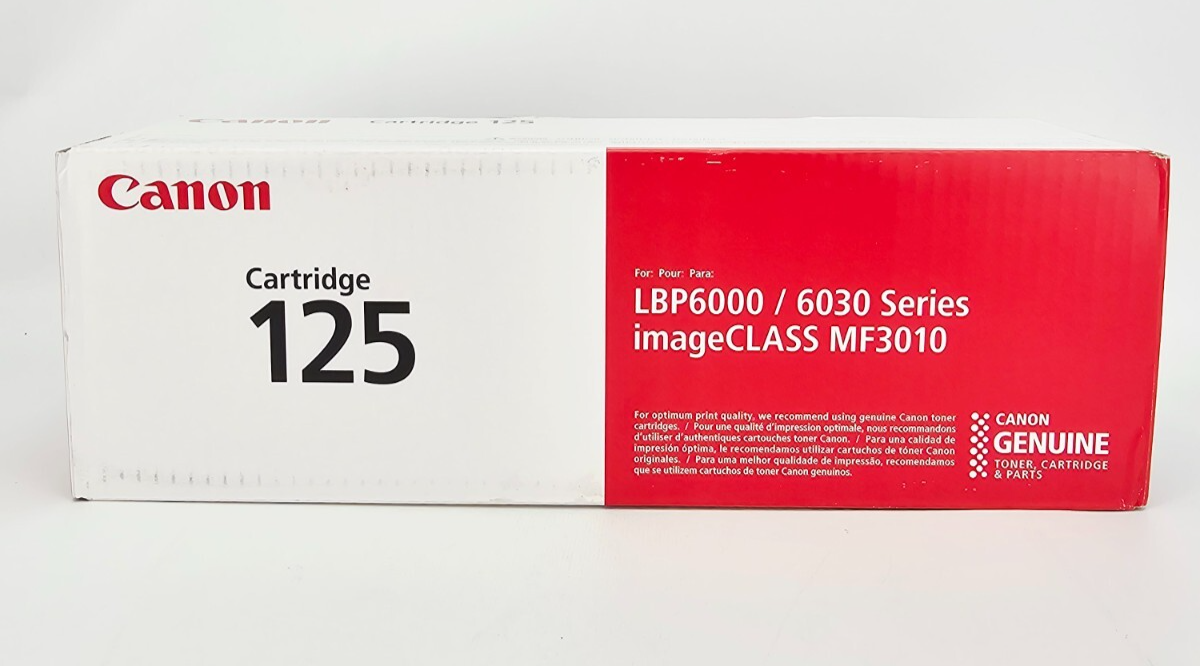 Canon Cartridge 125
Canon
Cartridge
125
For: Pour: Para:
LBP6000 / 6030 Series
imageCLASS MF3010
For optimum print quality, we recommend using genuine Canon toner
cartridges. / Pour une qualité d'impression optimale, nous recommandons
d'utiliser d'authentiques cartouches toner Canon. / Para una calidad de
impresión óptima, le recomendamos utilizar cartuchos de tóner Canon
originales. / Para uma melhor qualidade de impressão, recomendamos
que se utilizem cartuchos de toner Canon genuínos.
CANON
GENUINE
TONER, CARTRIDGE
& PARTS